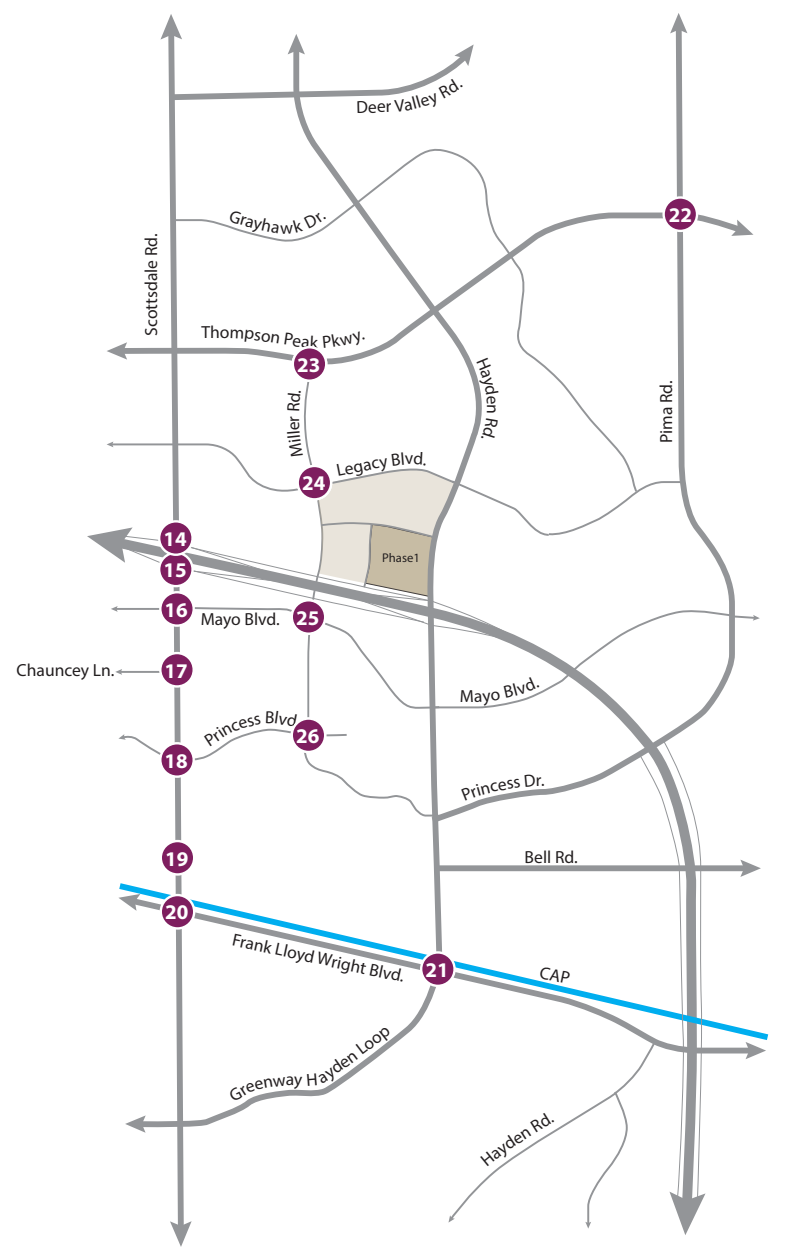 Deer Valley Rd.
22
Grayhawk Dr.
Scottsdale Rd.
Thompson Peak Pkwy.
23
Hayden Rd.
Pima Rd.
Miller Rd.
Legacy Blvd.
24
14
Phase1
15
16
Mayo Blvd.
25
Chauncey Ln.
17
Mayo Blvd.
Princess Blvd
26
18
Princess Dr.
19
Bell Rd.
20
Frank Lloyd Wright Blvd.
21
CAP
Greenway Hayden Loop
Hayden Rd.